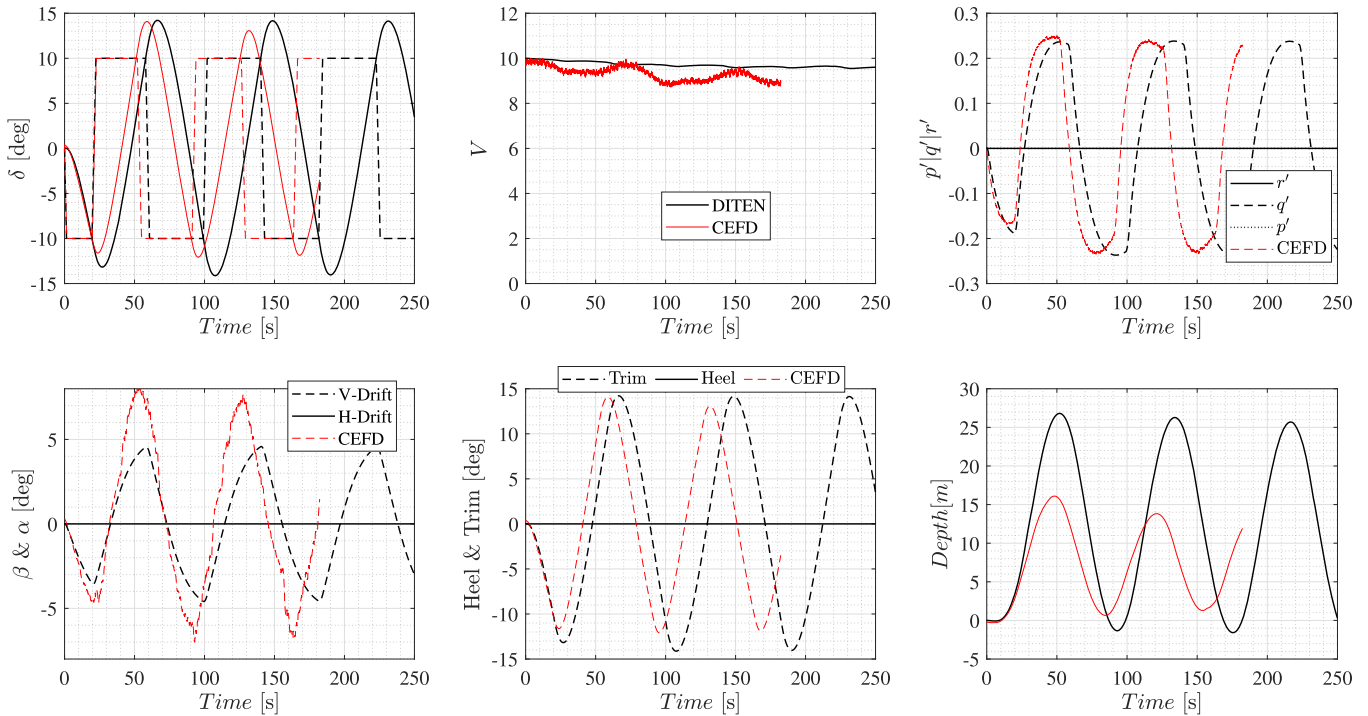 15
10
5
0
-5
-10
-15
δ [deg]
0 50 100 150 200 250
Time [s]
12
10
8
6
4
2
0
V
DITEN
CEFD
0 50 100 150 200 250
Time [s]
0.3
0.2
0.1
0
-0.1
-0.2
-0.3
p'|q'|r'
r'
q'
p'
CEFD
0 50 100 150 200 250
Time [s]
5
0
-5
β & α [deg]
V-Drift
H-Drift
CEFD
0 50 100 150 200 250
Time [s]
Trim Heel CEFD
15
10
5
0
-5
-10
-15
Heel & Trim [deg]
0 50 100 150 200 250
Time [s]
30
25
20
15
10
5
0
-5
Depth[m]
0 50 100 150 200 250
Time [s]